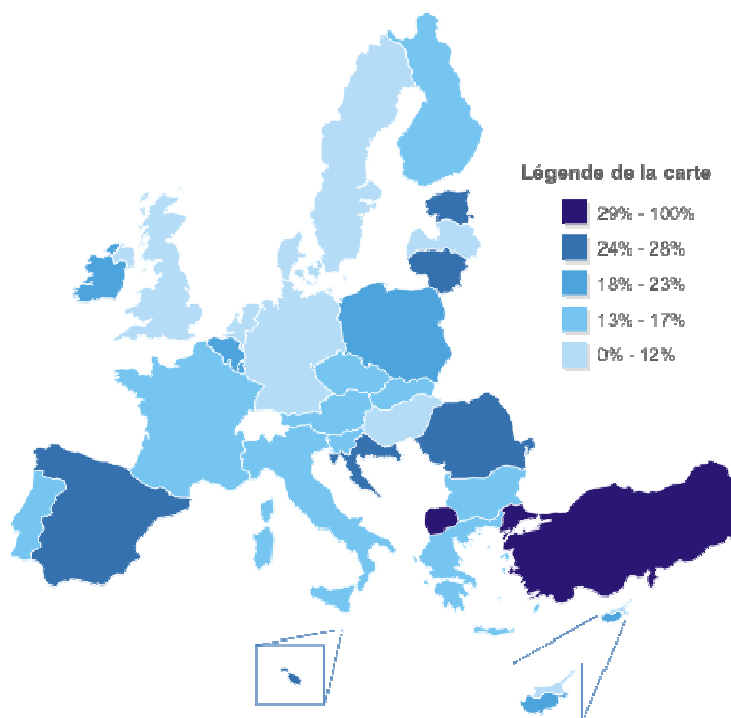 Légende de la carte
29% - 100%
24% - 28%
18% - 23%
13% - 17%
0% - 12%